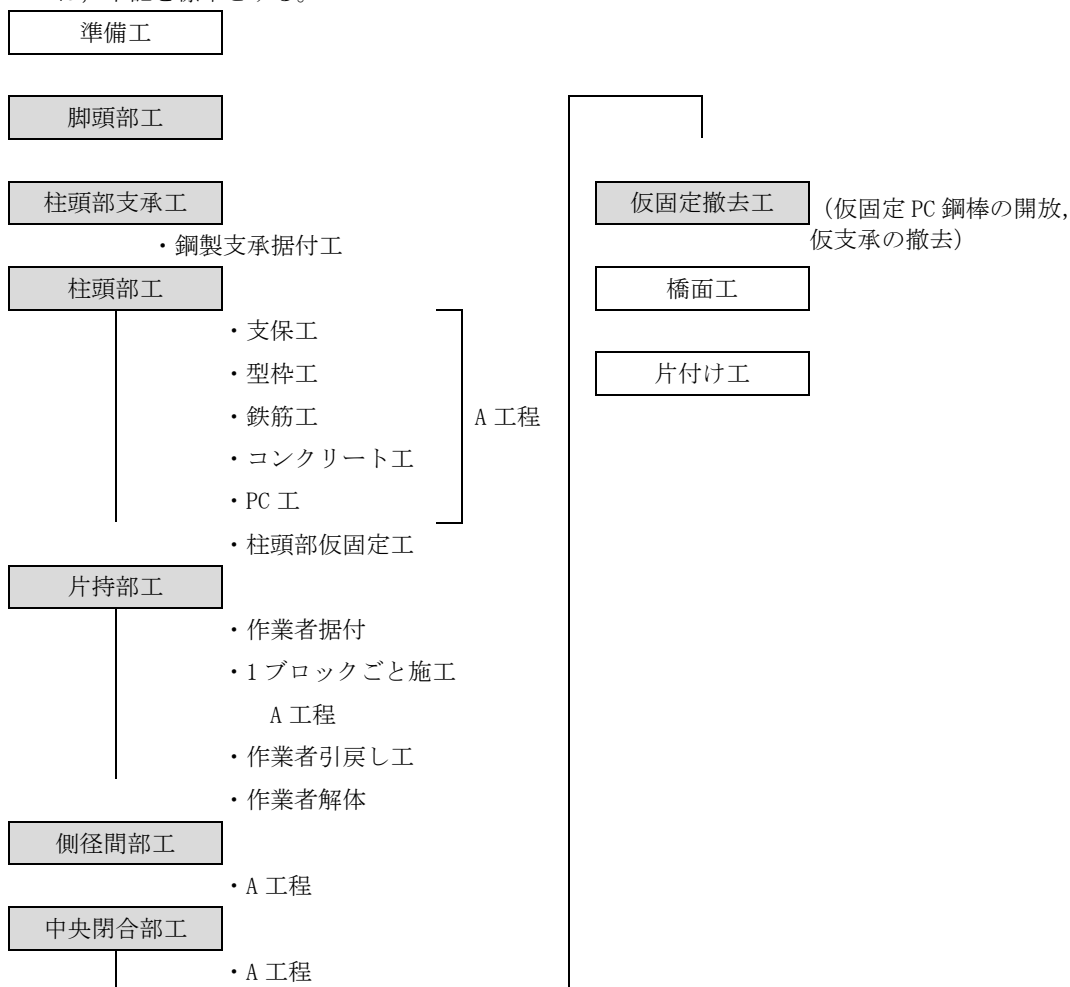 準備工
脚頭部工
柱頭部支承工
・鋼製支承据付工
柱頭部工
・支保工
・型枠工
・鉄筋工
・コンクリート工
・PC 工
A 工程
・柱頭部仮固定工
片持部工
・作業者据付
・1 ブロックごと施工
A 工程
・作業者引戻し工
・作業者解体
側径間部工
・A 工程
中央閉合部工
・A 工程
仮固定撤去工
(仮固定 PC 鋼棒の開放,
仮支承の撤去)
橋面工
片付け工